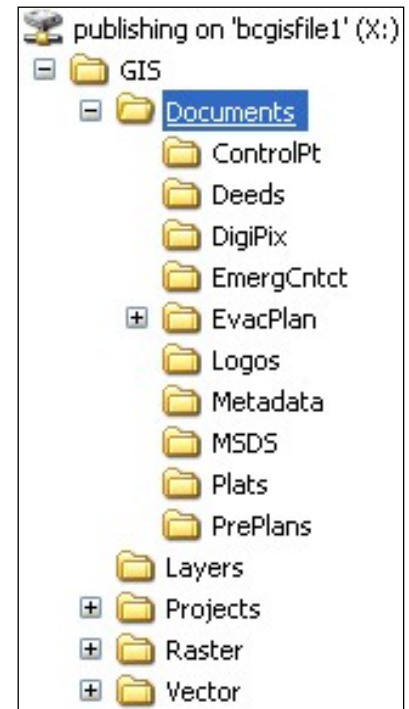 publishing on 'bcgisfile1' (X:)
GIS
Documents
ControlPt
Deeds
DigiPix
EmergCntct
EvacPlan
Logos
Metadata
MSDS
Plats
PrePlans
Layers
Projects
Raster
Vector